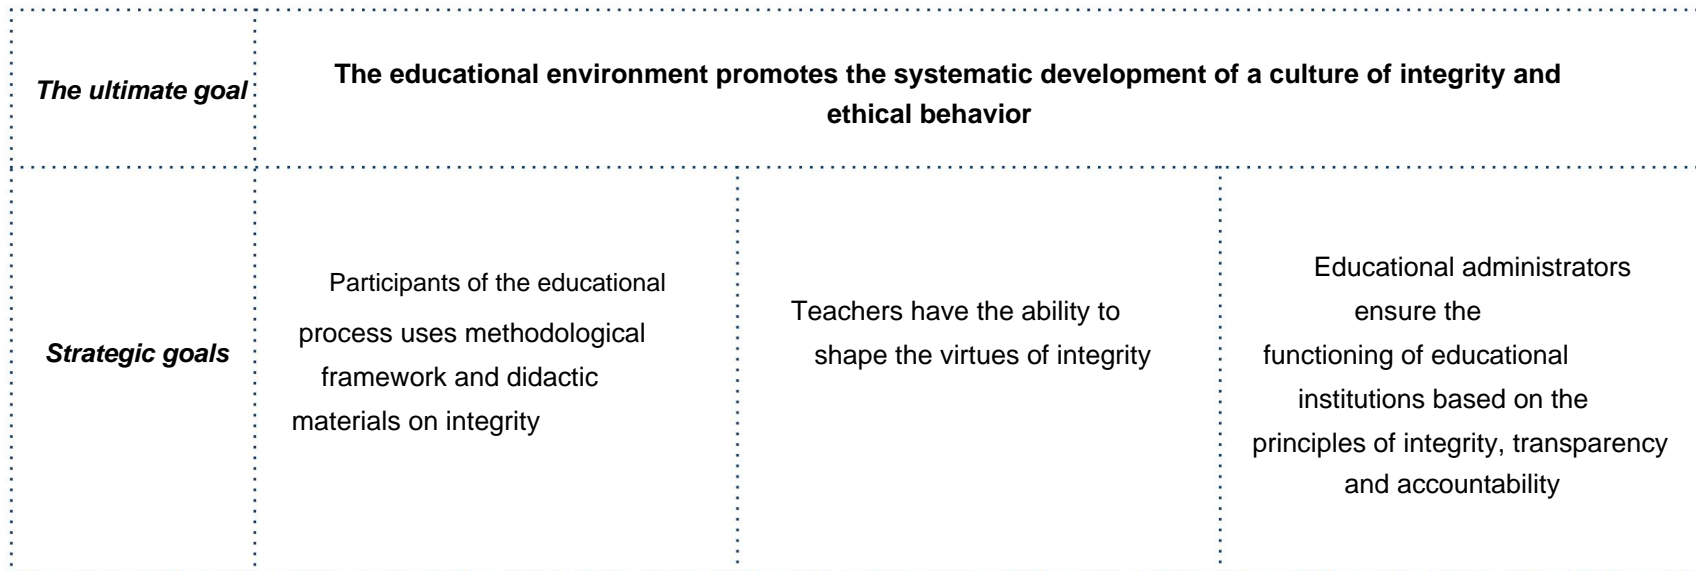 The ultimate goal
The educational environment promotes the systematic development of a culture of integrity and
ethical behavior
Strategic goals
Participants of the educational
process uses methodological
framework and didactic
materials on integrity
Teachers have the ability to
shape the virtues of integrity
Educational administrators
ensure the
functioning of educational
institutions based on the
principles of integrity, transparency
and accountability